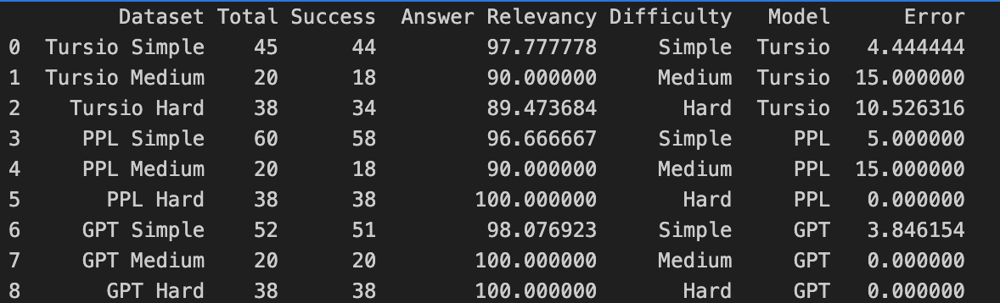 Dataset Total Success Answer Relevancy Difficulty Model Error
0 Tursio Simple 45 44 97.777778 Simple Tursio 4.444444
1 Tursio Medium 20 18 90.000000 Medium Tursio 15.000000
2 Tursio Hard 38 34 89.473684 Hard Tursio 10.526316
3 PPL Simple 60 58 96.666667 Simple PPL 5.000000
4 PPL Medium 20 18 90.000000 Medium PPL 15.000000
5 PPL Hard 38 38 100.000000 Hard PPL 0.000000
6 GPT Simple 52 51 98.076923 Simple GPT 3.846154
7 GPT Medium 20 20 100.000000 Medium GPT 0.000000
8 GPT Hard 38 38 100.000000 Hard GPT 0.000000